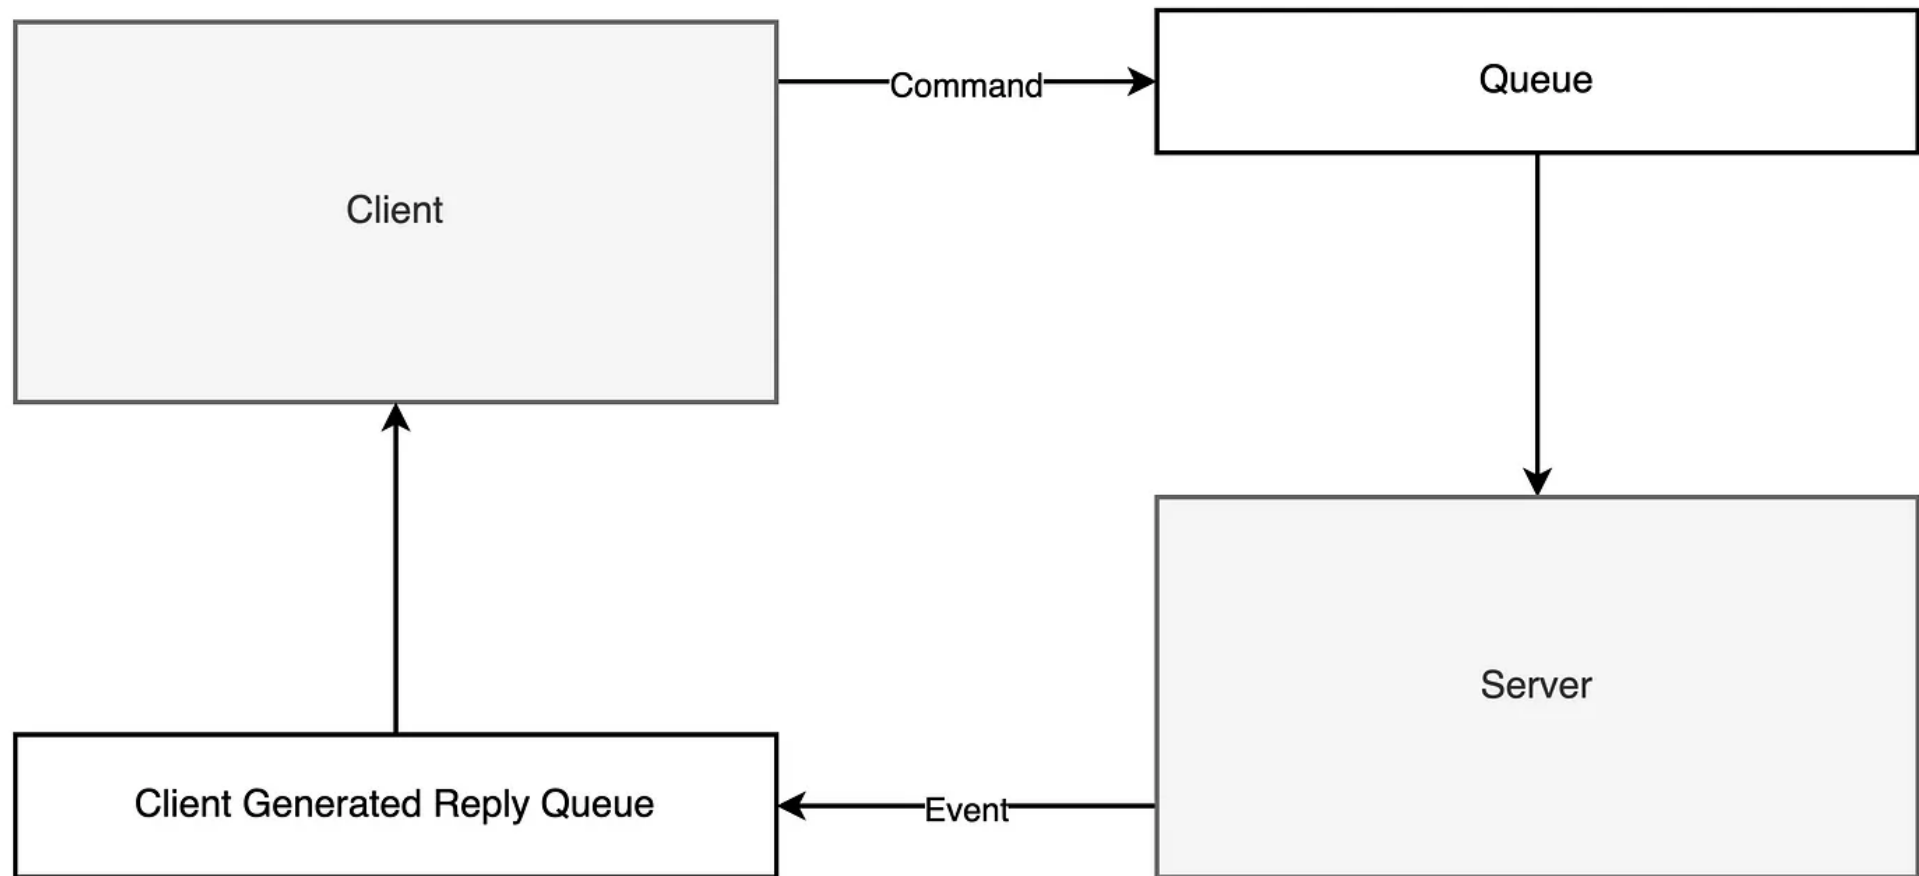 Command
Queue
Client
Server
Client Generated Reply Queue
Event